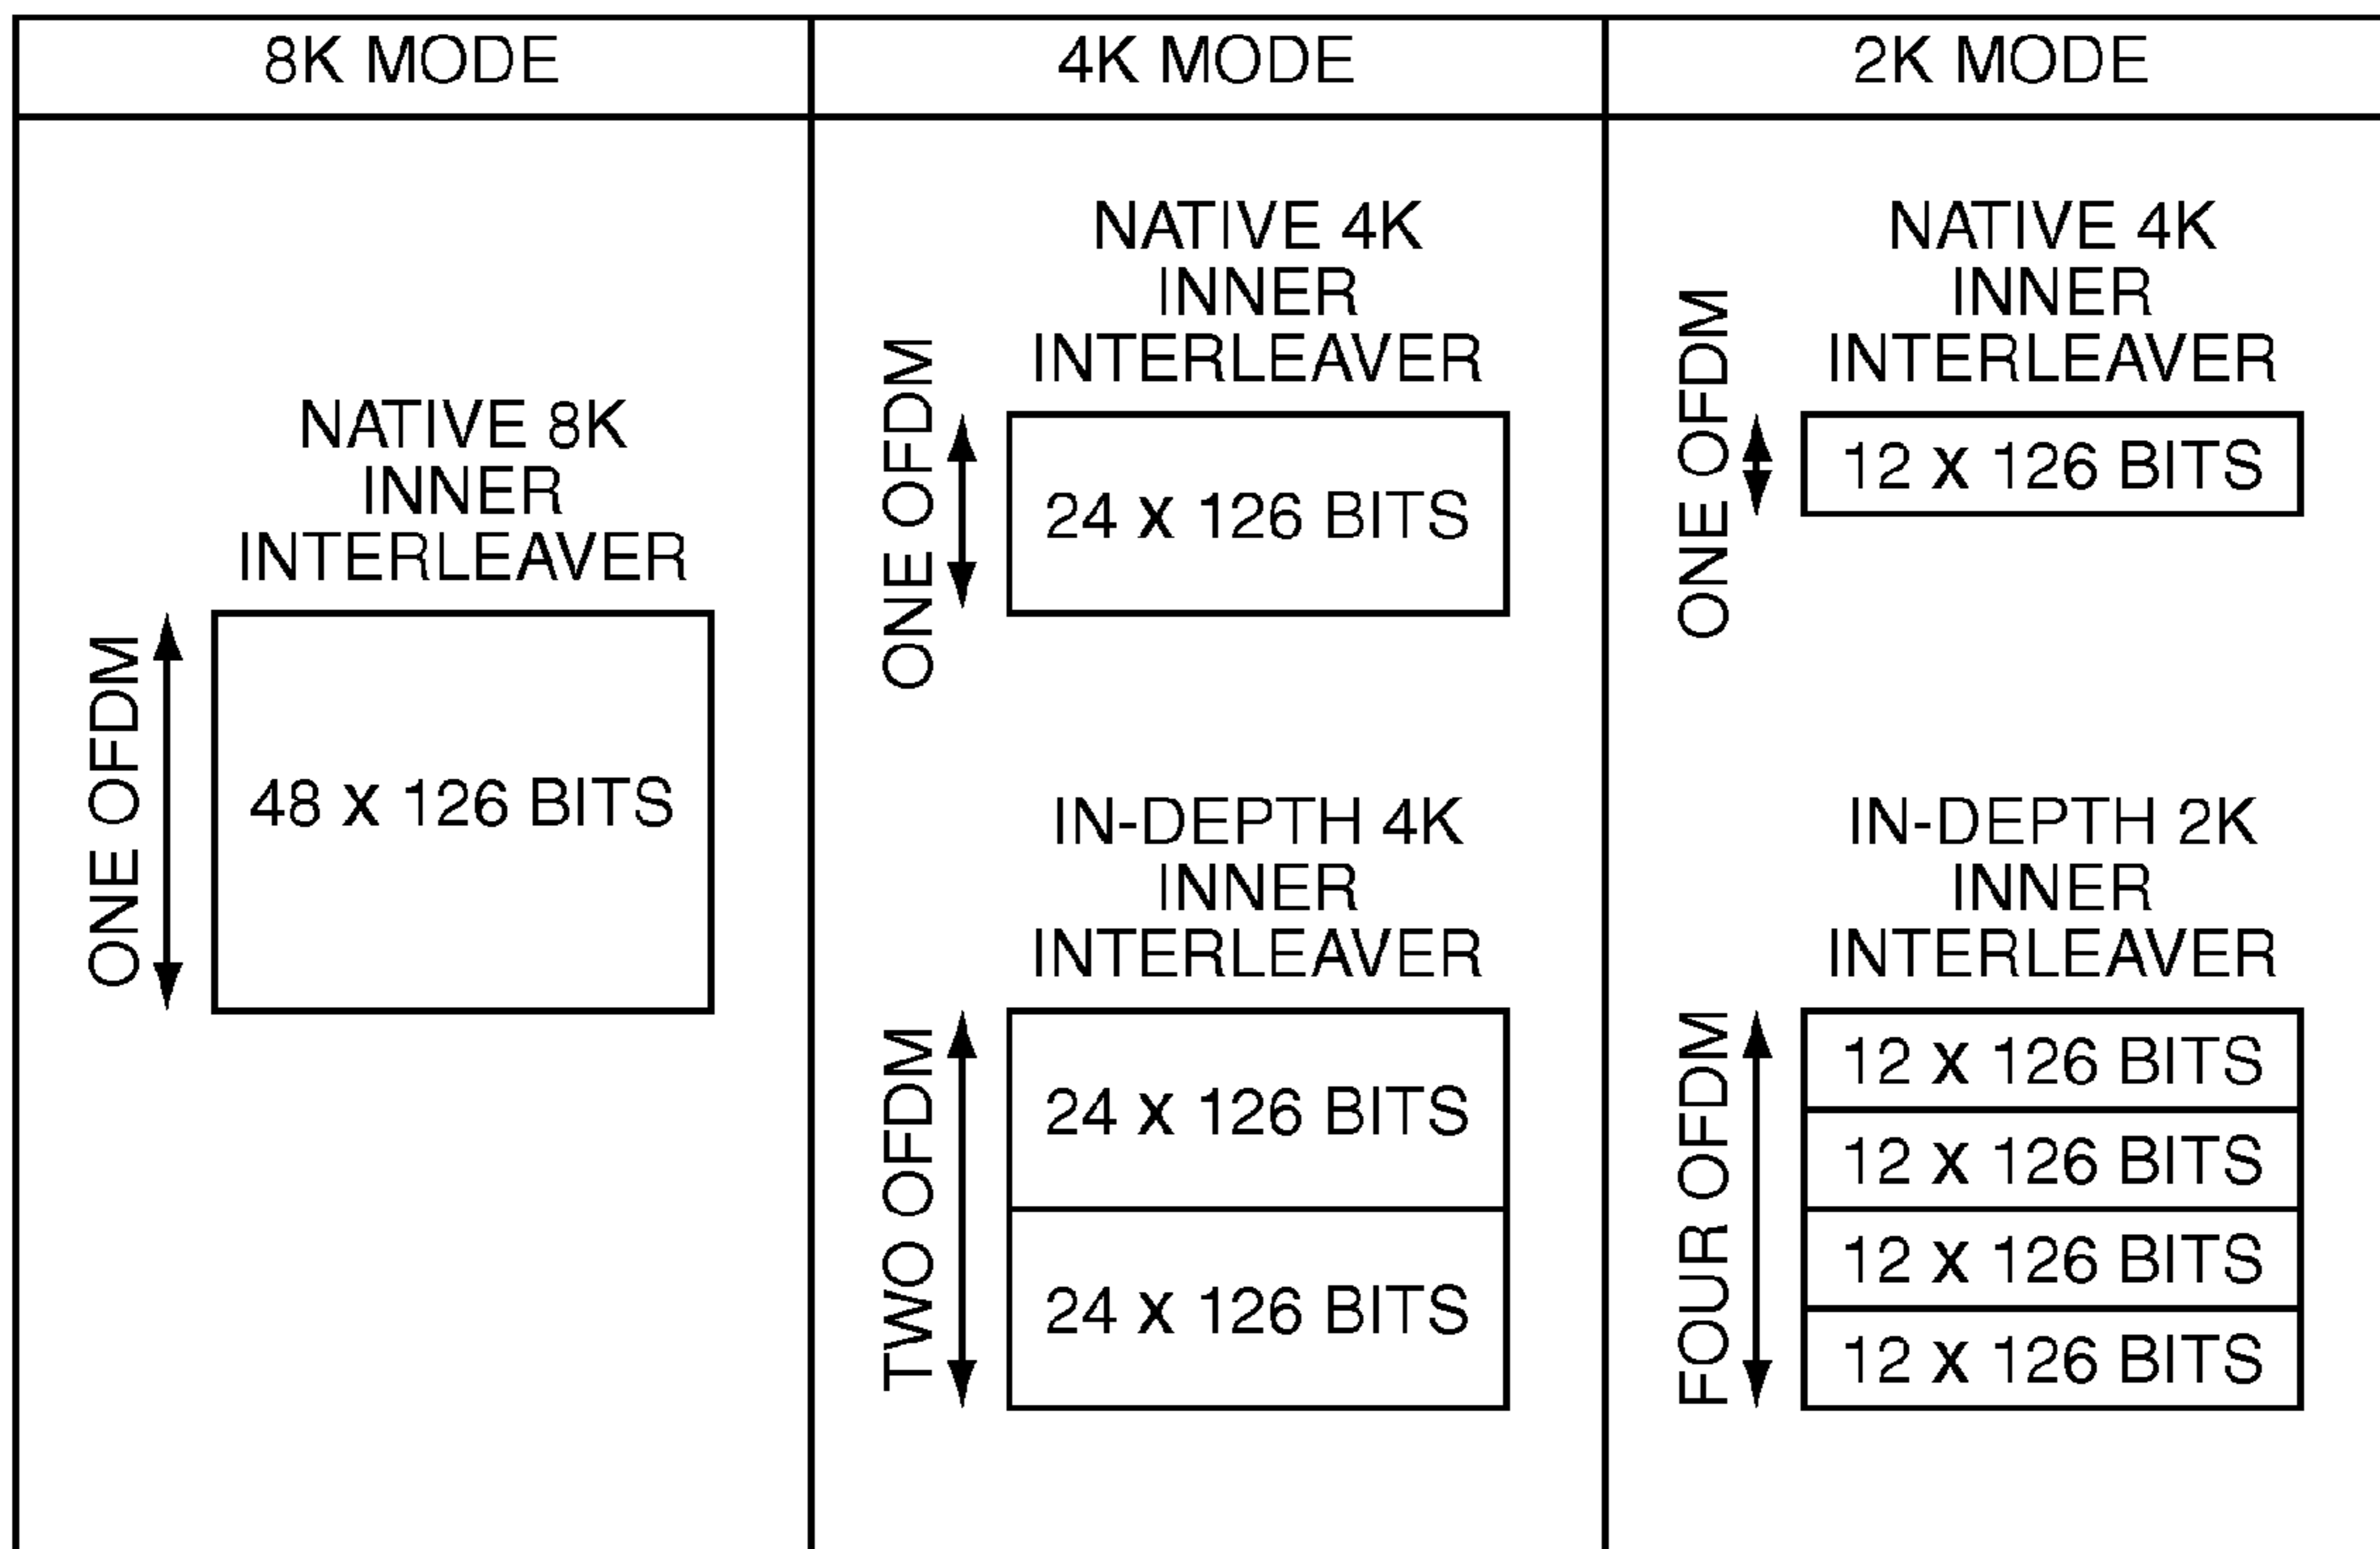 8K MODE
4K MODE
2K MODE
NATIVE 8K
INNER
INTERLEAVER
ONE OFDM
48 X 126 BITS
NATIVE 4K
INNER
INTERLEAVER
ONE OFDM
24 X 126 BITS
IN-DEPTH 4K
INNER
INTERLEAVER
TWO OFDM
24 X 126 BITS
24 X 126 BITS
NATIVE 4K
INNER
INTERLEAVER
ONE OFDM
12 X 126 BITS
IN-DEPTH 2K
INNER
INTERLEAVER
FOUR OFDM
12 X 126 BITS
12 X 126 BITS
12 X 126 BITS
12 X 126 BITS